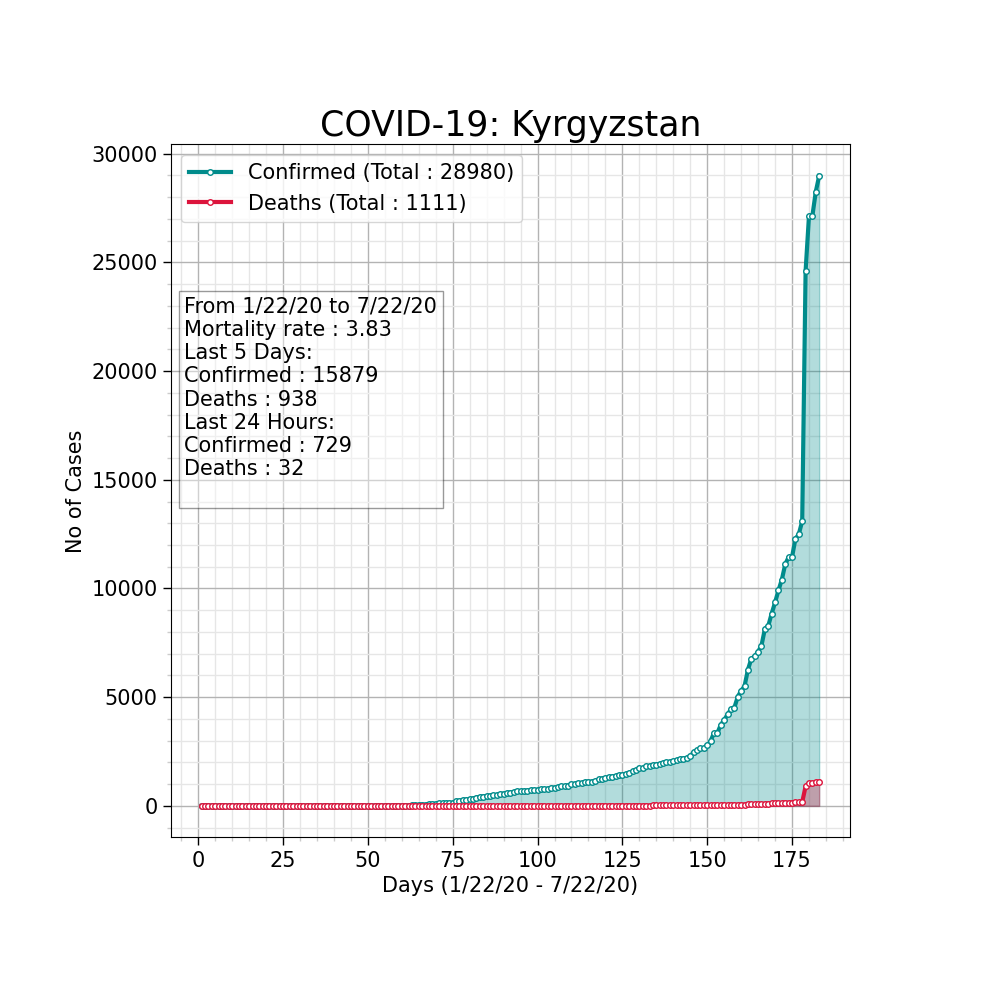 COVID-19: Kyrgyzstan
30000
25000
20000
15000
10000
5000
0
No of Cases
Confirmed (Total : 28980)
Deaths (Total : 1111)
From 1/22/20 to 7/22/20
Mortality rate : 3.83
Last 5 Days:
Confirmed : 15879
Deaths : 938
Last 24 Hours:
Confirmed : 729
Deaths : 32
0 25 50 75 100 125 150 175
Days (1/22/20 - 7/22/20)